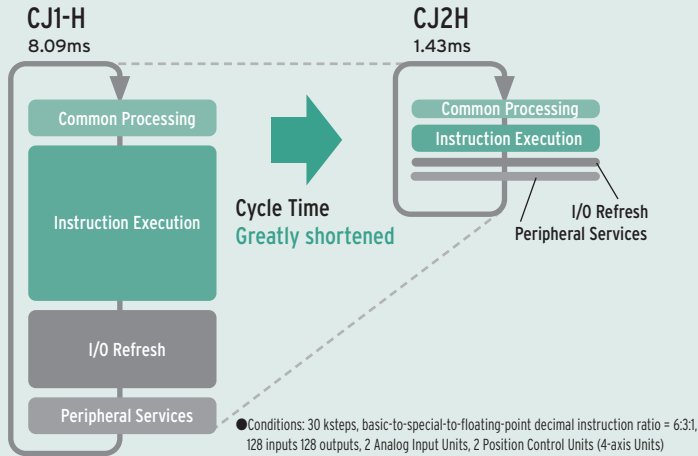 CJ1-H
8.09ms
Common Processing
Instruction Execution
I/O Refresh
Peripheral Services
Cycle Time
Greatly shortened
CJ2H
1.43ms
Common Processing
Instruction Execution
I/O Refresh
Peripheral Services
●Conditions: 30 ksteps, basic-to-special-to-floating-point decimal instruction ratio = 6:3:1,
128 inputs 128 outputs, 2 Analog Input Units, 2 Position Control Units (4-axis Units)